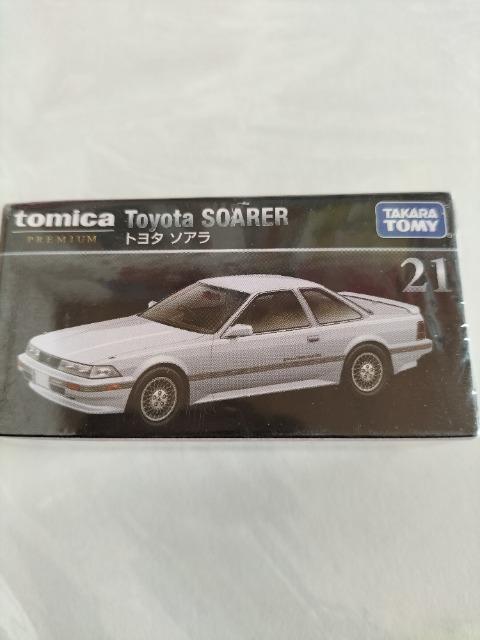 tomica Toyota SOARER
PREMIUM トヨタ ソアラ
TAKARA
TOMY
21